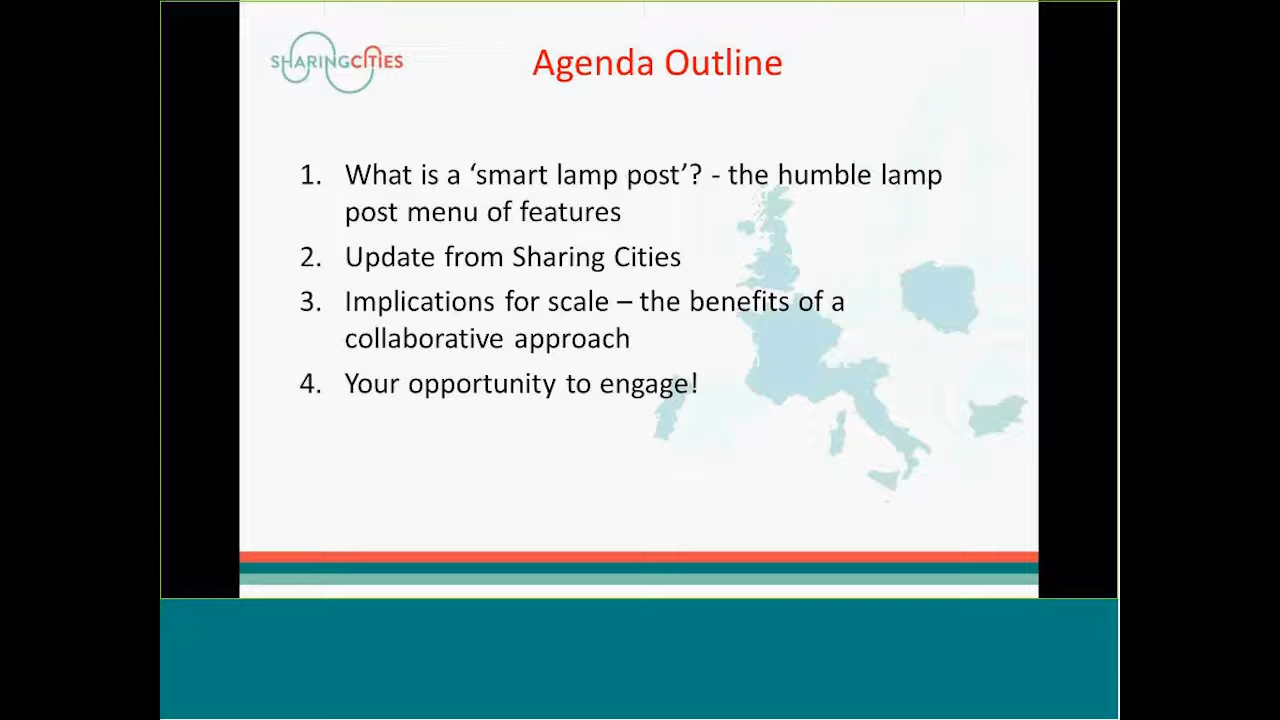 SHARINGCITIES
Agenda Outline
1. What is a ‘smart lamp post’? - the humble lamp
post menu of features
2. Update from Sharing Cities
3. Implications for scale – the benefits of a
collaborative approach
4. Your opportunity to engage!